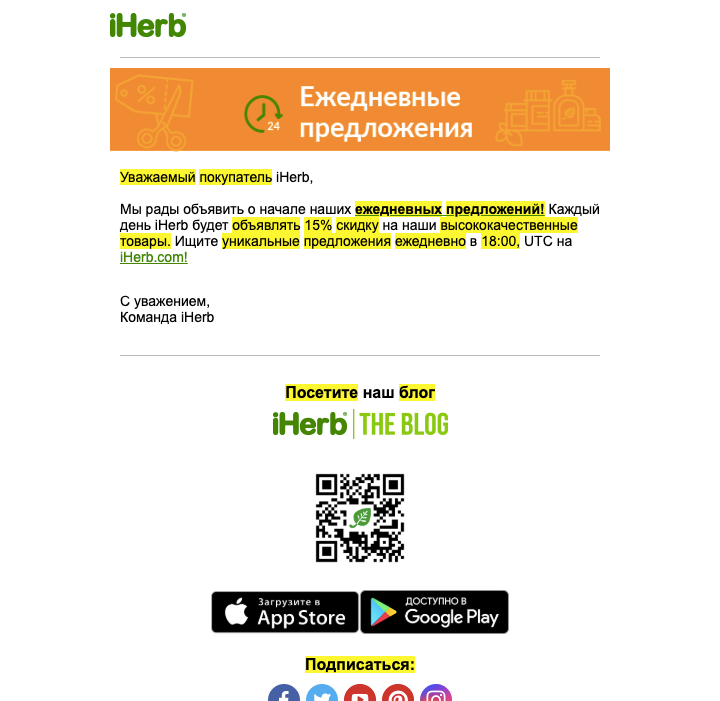 iHerb
Ежедневные
24
предложения
Уважаемый покупатель iHerb,
Мы рады объявить о начале наших ежедневных предложений! Каждый
день iHerb будет объявлять 15% скидку на наши высококачественные
товары. Ищите уникальные предложения ежедневно в 18:00, UTC на
iHerb.com!
С уважением,
Команда iHerb
Посетите наш блог
iHerb THE BLOG
Загрузите в
App Store
ДОСТУПНО В
Google Play
Подписаться: